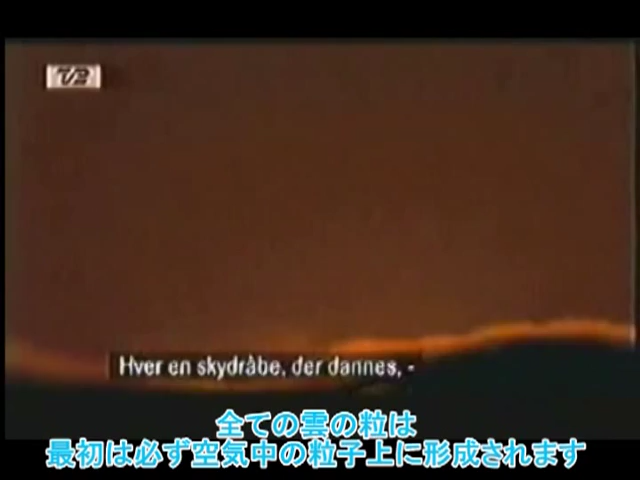 TV2
Hver en skydråbe, der dannes, -
全ての雲の粒は
最初は必ず空気中の粒子上に形成されます